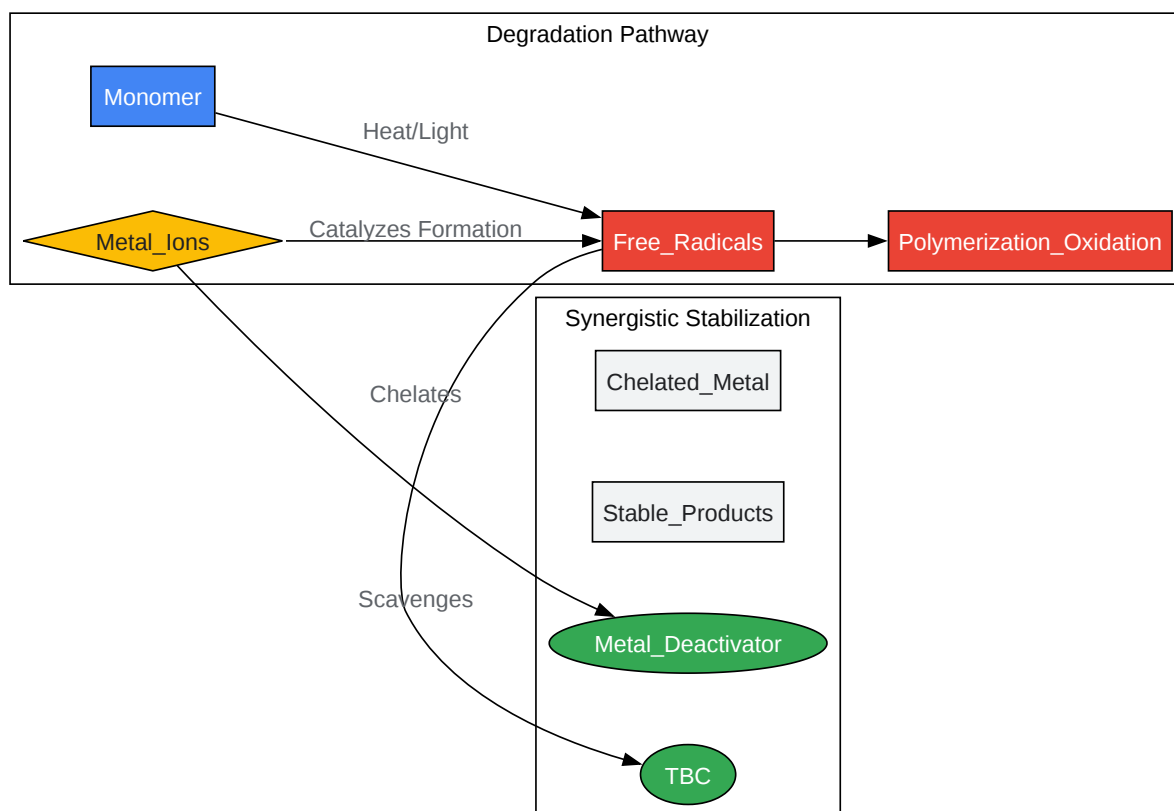 Degradation Pathway
Monomer
Heat/Light
Metal_Ions
Catalyzes Formation
Free_Radicals
Polymerization_Oxidation
Synergistic Stabilization
Chelated_Metal
Chelates
Stable_Products
Scavenges
Metal_Deactivator
TBC